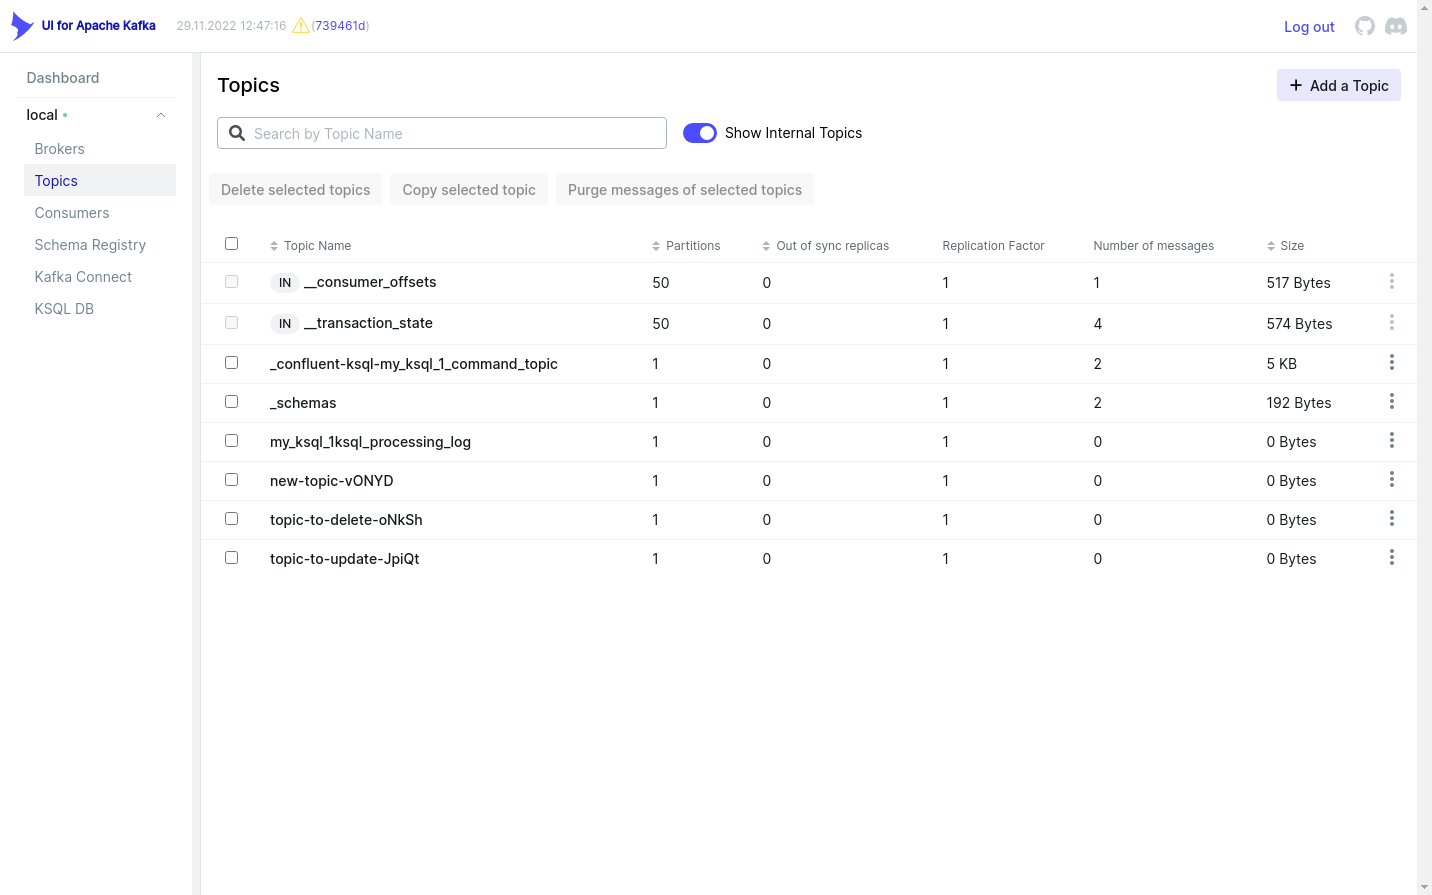 UI for Apache Kafka 29.11.2022 12:47:16 (739461d) Log out
Dashboard
local
Brokers
Topics
Consumers
Schema Registry
Kafka Connect
KSQL DB
Topics
Add a Topic
Search by Topic Name
Show Internal Topics
Delete selected topics Copy selected topic Purge messages of selected topics
Topic Name Partitions Out of sync replicas Replication Factor Number of messages Size
IN __consumer_offsets 50 0 1 1 517 Bytes
IN __transaction_state 50 0 1 4 574 Bytes
_confluent-ksql-my_ksql_1_command_topic 1 0 1 2 5 KB
_schemas 1 0 1 2 192 Bytes
my_ksql_1ksql_processing_log 1 0 1 0 0 Bytes
new-topic-vONYD 1 0 1 0 0 Bytes
topic-to-delete-oNkSh 1 0 1 0 0 Bytes
topic-to-update-JpiQt 1 0 1 0 0 Bytes